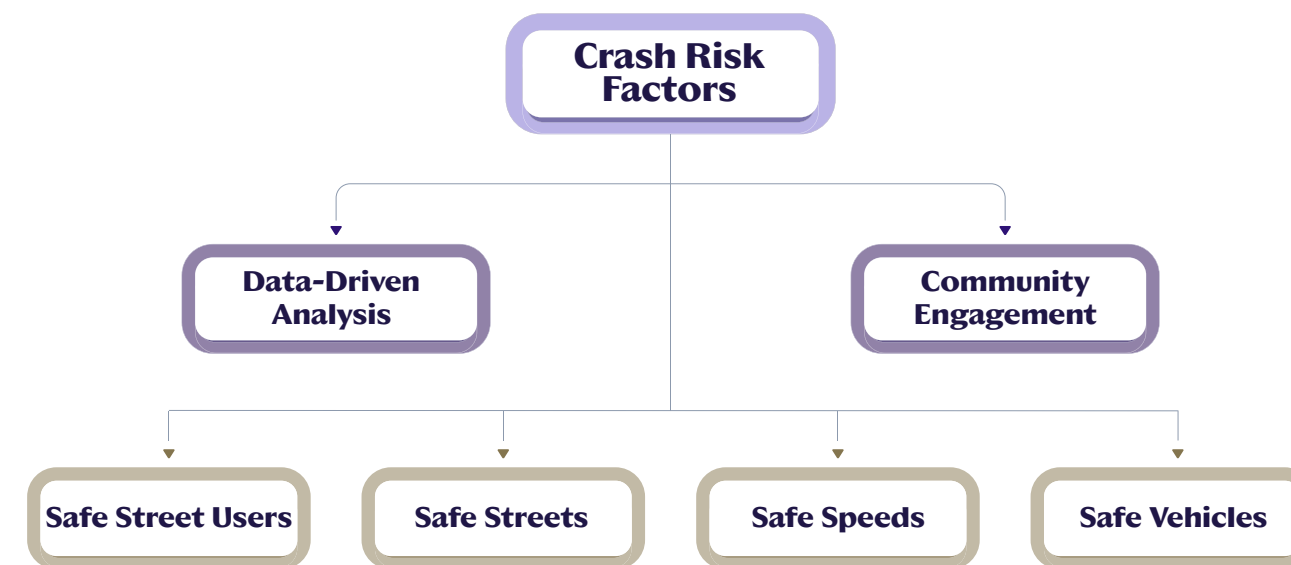 Crash Risk
Factors
Data-Driven
Analysis
Community
Engagement
Safe Street Users
Safe Streets
Safe Speeds
Safe Vehicles